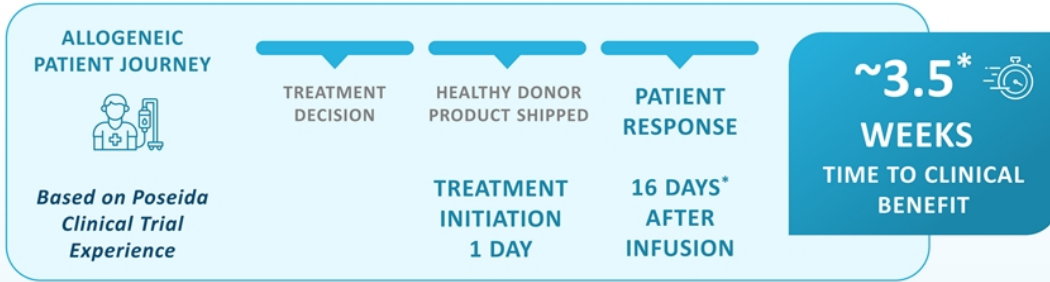 ALLOGENEIC
PATIENT JOURNEY
Based on Poseida
Clinical Trial
Experience
TREATMENT
DECISION
HEALTHY DONOR
PRODUCT SHIPPED
TREATMENT
INITIATION
1 DAY
PATIENT
RESPONSE
16 DAYS*
AFTER
INFUSION
~3.5*
WEEKS
TIME TO CLINICAL
BENEFIT